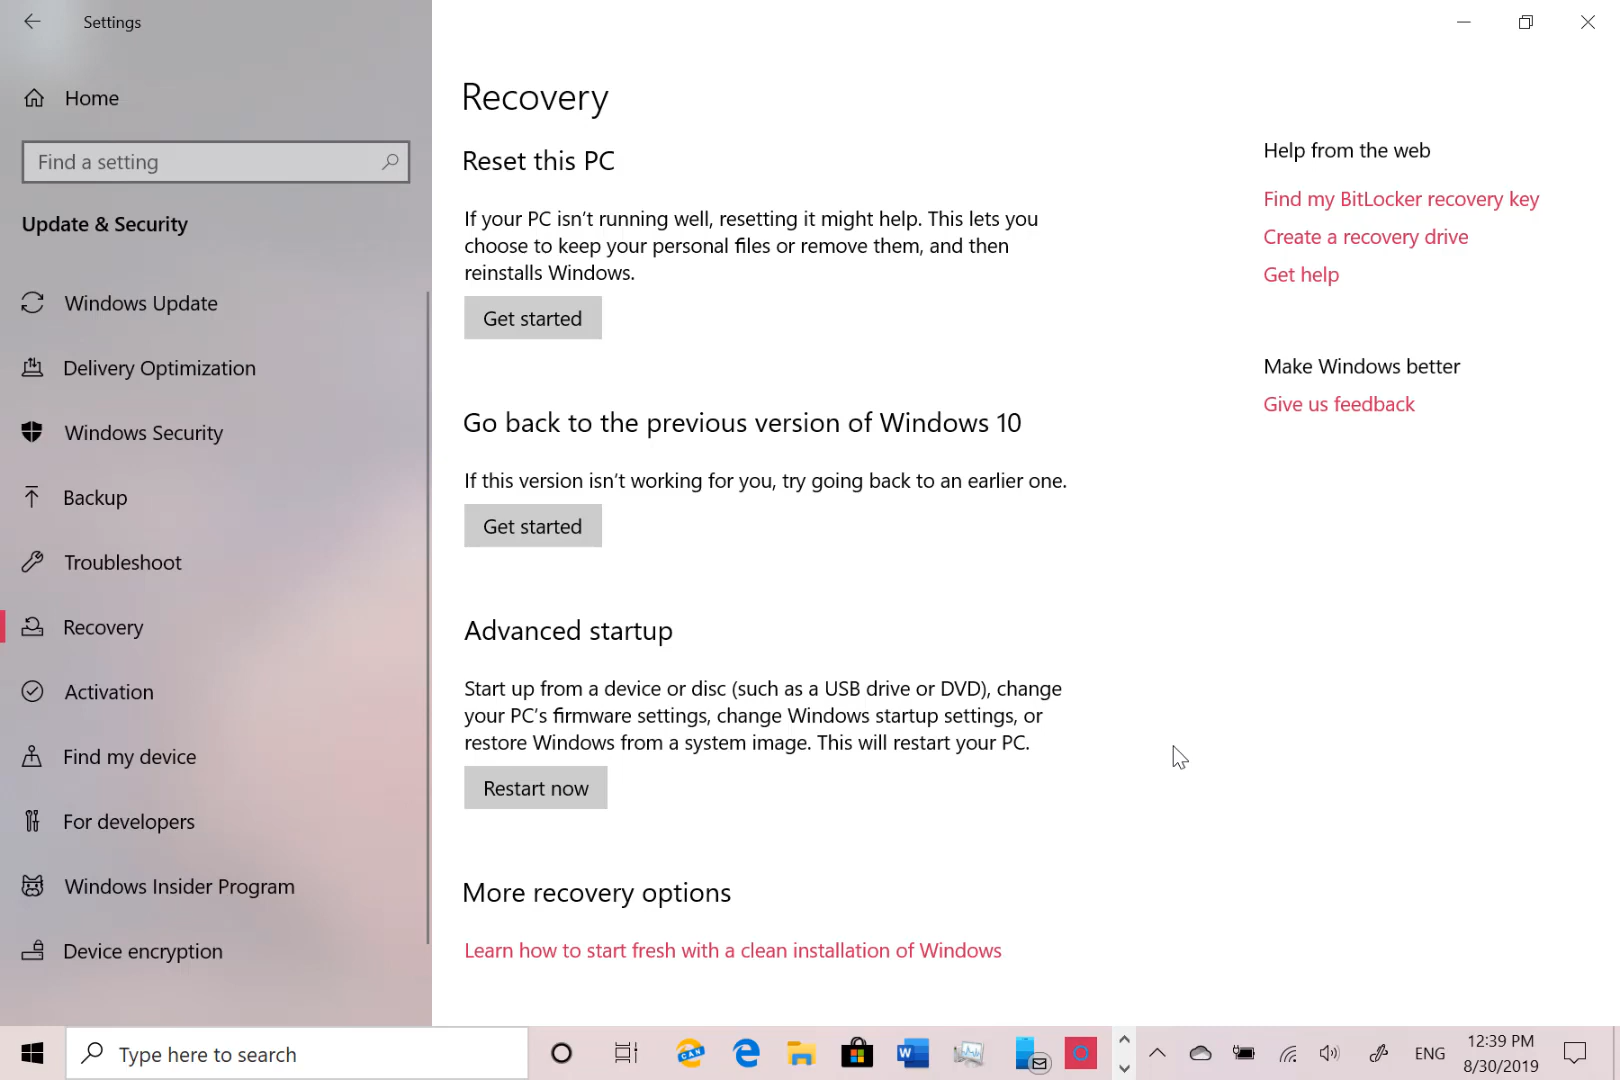 Settings
Home
Find a setting
Update & Security
Windows Update
Delivery Optimization
Windows Security
Backup
Troubleshoot
Recovery
Activation
Find my device
For developers
Windows Insider Program
Device encryption
Recovery
Reset this PC
If your PC isn't running well, resetting it might help. This lets you
choose to keep your personal files or remove them, and then
reinstalls Windows.
Get started
Go back to the previous version of Windows 10
If this version isn't working for you, try going back to an earlier one.
Get started
Advanced startup
Start up from a device or disc (such as a USB drive or DVD), change
your PC's firmware settings, change Windows startup settings, or
restore Windows from a system image. This will restart your PC.
Restart now
More recovery options
Learn how to start fresh with a clean installation of Windows
Help from the web
Find my BitLocker recovery key
Create a recovery drive
Get help
Make Windows better
Give us feedback
Type here to search
CAN
W
ENG
12:39 PM
8/30/2019